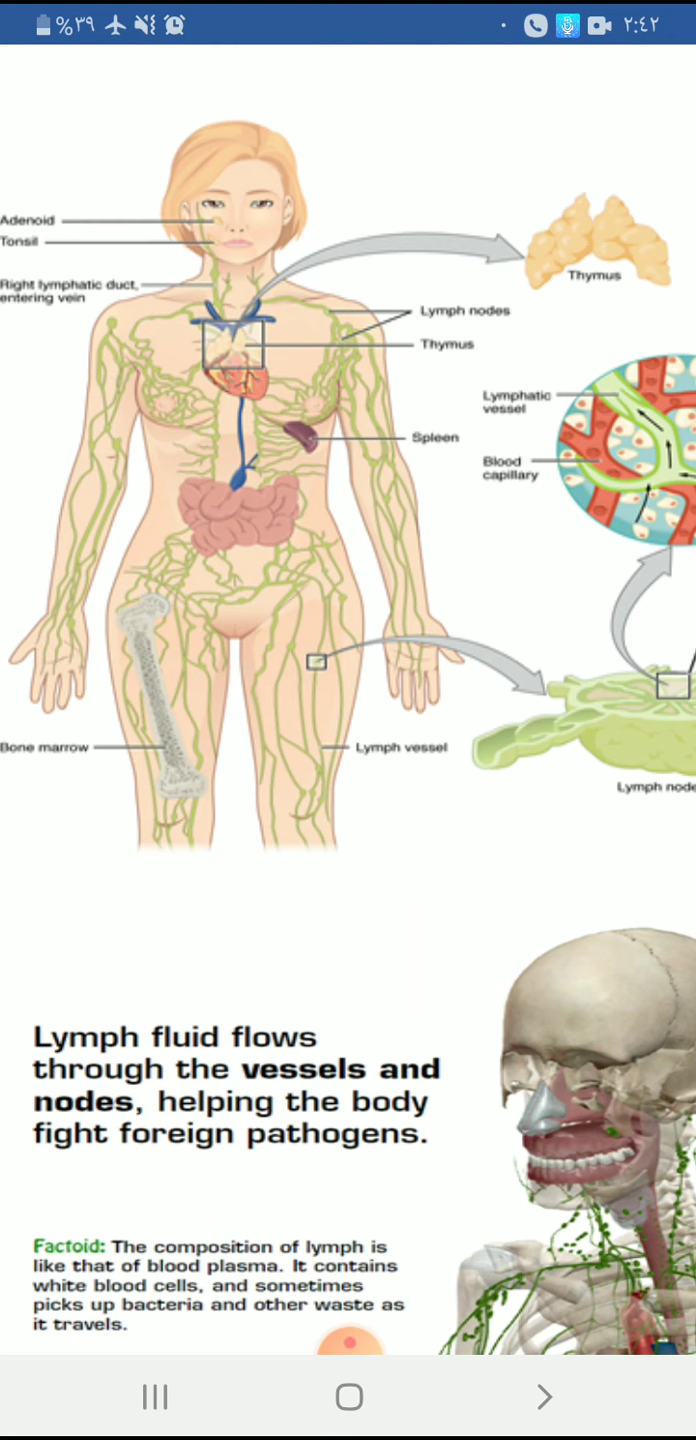 %٣٩
٢:٤٢
Adenoid
Tonsil
Right lymphatic duct,
entering vein
Thymus
Lymph nodes
Thymus
Lymphatic
vessel
Spleen
Blood
capillary
Bone marrow
Lymph vessel
Lymph node
Lymph fluid flows
through the vessels and
nodes, helping the body
fight foreign pathogens.
Factoid: The composition of lymph is
like that of blood plasma. It contains
white blood cells, and sometimes
picks up bacteria and other waste as
it travels.